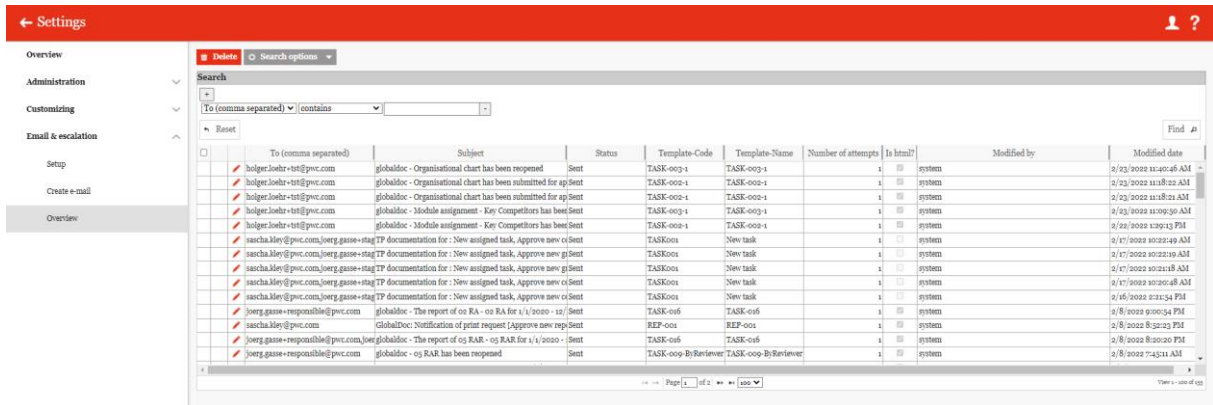 ← Settings ?
Overview
Administration
Customizing
Email & escalation
Setup
Create e-mail
Overview
Delete Search options
Search
+
To (comma separated) contains -
Reset Find
To (comma separated) Subject Status Template-Code Template-Name Number of attempts Is html? Modified by Modified date
holger.loehr+tst@pwc.com globaldoc - Organisational chart has been reopened Sent TASK-003-1 TASK-003-1 1 system 2/23/2022 11:40:46 AM
holger.loehr+tst@pwc.com globaldoc - Organisational chart has been submitted for ap Sent TASK-002-1 TASK-002-1 1 system 2/23/2022 11:18:22 AM
holger.loehr+tst@pwc.com globaldoc - Organisational chart has been submitted for ap Sent TASK-002-1 TASK-002-1 1 system 2/23/2022 11:18:21 AM
holger.loehr+tst@pwc.com globaldoc - Module assignment - Key Competitors has been Sent TASK-003-1 TASK-003-1 1 system 2/23/2022 11:09:50 AM
holger.loehr+tst@pwc.com globaldoc - Module assignment - Key Competitors has been Sent TASK-002-1 TASK-002-1 1 system 2/22/2022 1:29:13 PM
sascha.kley@pwc.com,joerg.gasse+stag TP documentation for : New assigned task, Approve new co Sent TASK001 New task 1 system 2/17/2022 10:22:49 AM
sascha.kley@pwc.com,joerg.gasse+stag TP documentation for : New assigned task, Approve new g Sent TASK001 New task 1 system 2/17/2022 10:22:19 AM
sascha.kley@pwc.com,joerg.gasse+stag TP documentation for : New assigned task, Approve new g Sent TASK001 New task 1 system 2/17/2022 10:21:18 AM
sascha.kley@pwc.com,joerg.gasse+stag TP documentation for : New assigned task, Approve new co Sent TASK001 New task 1 system 2/17/2022 10:20:48 AM
sascha.kley@pwc.com,joerg.gasse+stag TP documentation for : New assigned task, Approve new co Sent TASK001 New task 1 system 2/16/2022 2:21:54 PM
joerg.gasse+responsible@pwc.com globaldoc - The report of 02 RA - 02 RA for 1/1/2020 - 12/ Sent TASK-016 TASK-016 1 system 2/8/2022 9:00:54 PM
sascha.kley@pwc.com GlobalDoc: Notification of print request [Approve new repo Sent REP-001 REP-001 1 system 2/8/2022 8:52:23 PM
joerg.gasse+responsible@pwc.com,joer globaldoc - The report of 05 RAR - 05 RAR for 1/1/2020 - Sent TASK-016 TASK-016 1 system 2/8/2022 8:20:20 PM
joerg.gasse+responsible@pwc.com globaldoc - 05 RAR has been reopened Sent TASK-009-ByReviewer TASK-009-ByReviewer 1 system 2/8/2022 7:45:11 AM
Page 1 of 2 100 View 1 - 100 of 155